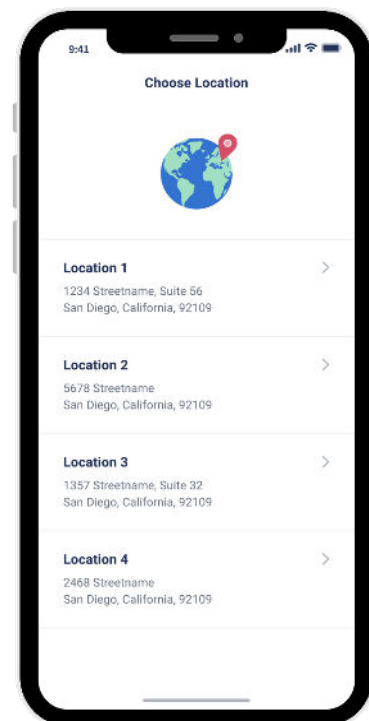 9:41
Choose Location
Location 1
1234 Streetname, Suite 56
San Diego, California, 92109
Location 2
5678 Streetname
San Diego, California, 92109
Location 3
1357 Streetname, Suite 32
San Diego, California, 92109
Location 4
2468 Streetname
San Diego, California, 92109